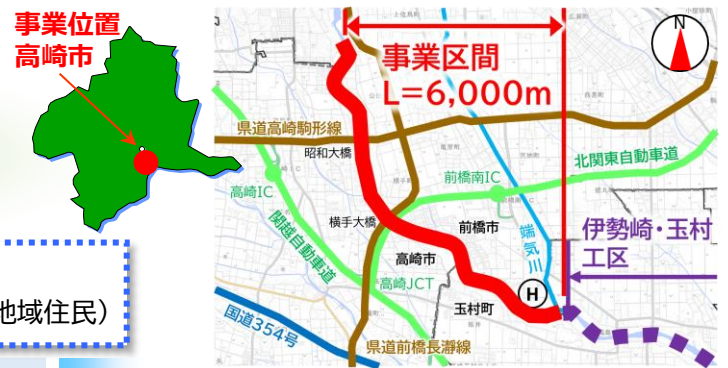 事業位置
高崎市
地域住民）
N
事業区間
L=6,000m
県道高崎駒形線
昭和大橋
北関東自動車道
高崎IC
前橋南IC
関越自動車道
横手大橋
前橋市
端気川
伊勢崎・玉村
工区
高崎市
高崎JCT
H
玉村町
国道354号
県道前橋長瀞線